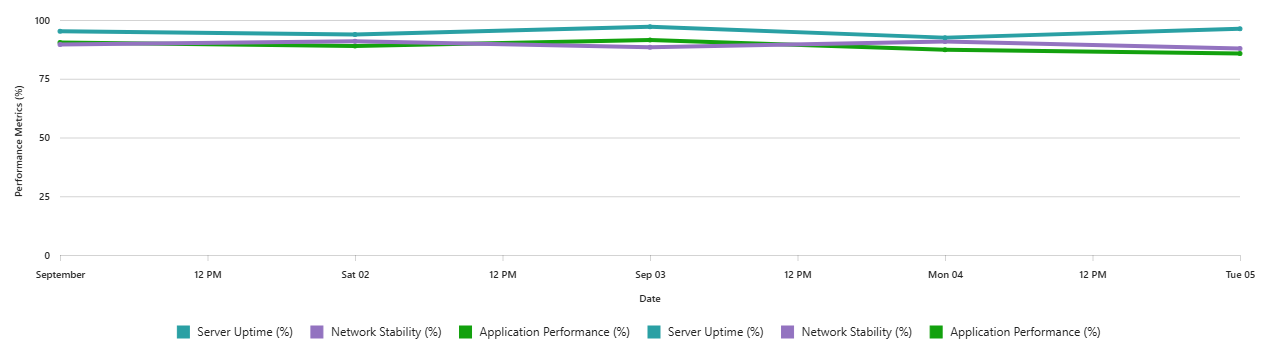 100
75
50
25
0
Performance Metrics (%)
September 12 PM Sat 02 12 PM Sep 03 12 PM Mon 04 12 PM Tue 05
Date
Server Uptime (%) Network Stability (%) Application Performance (%) Server Uptime (%) Network Stability (%) Application Performance (%)